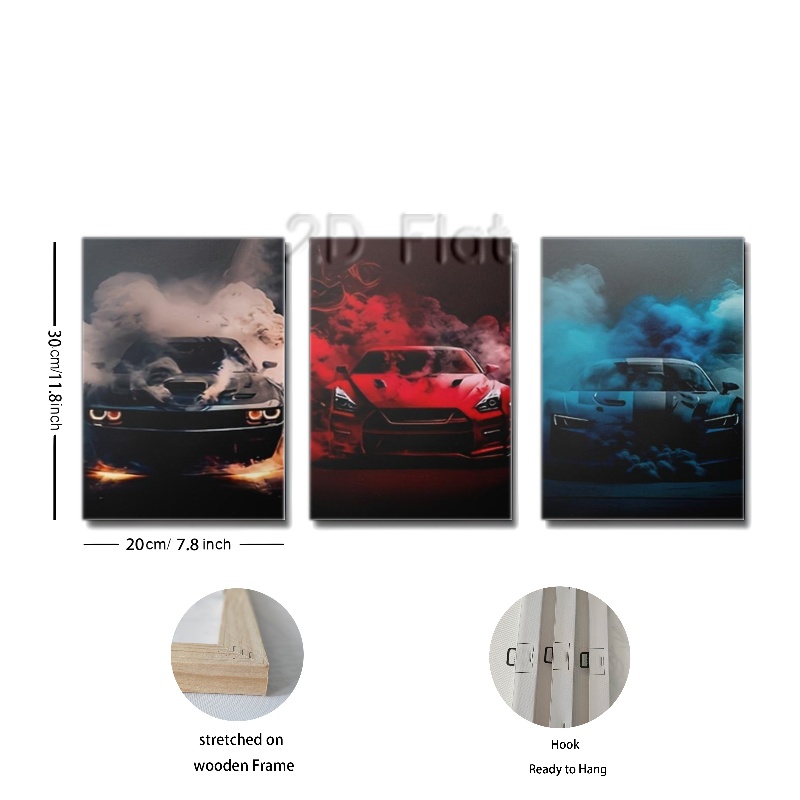 2D Flat
30cm/11.8inch
20cm/ 7.8 inch
stretched on
wooden Frame
Hook
Ready to Hang